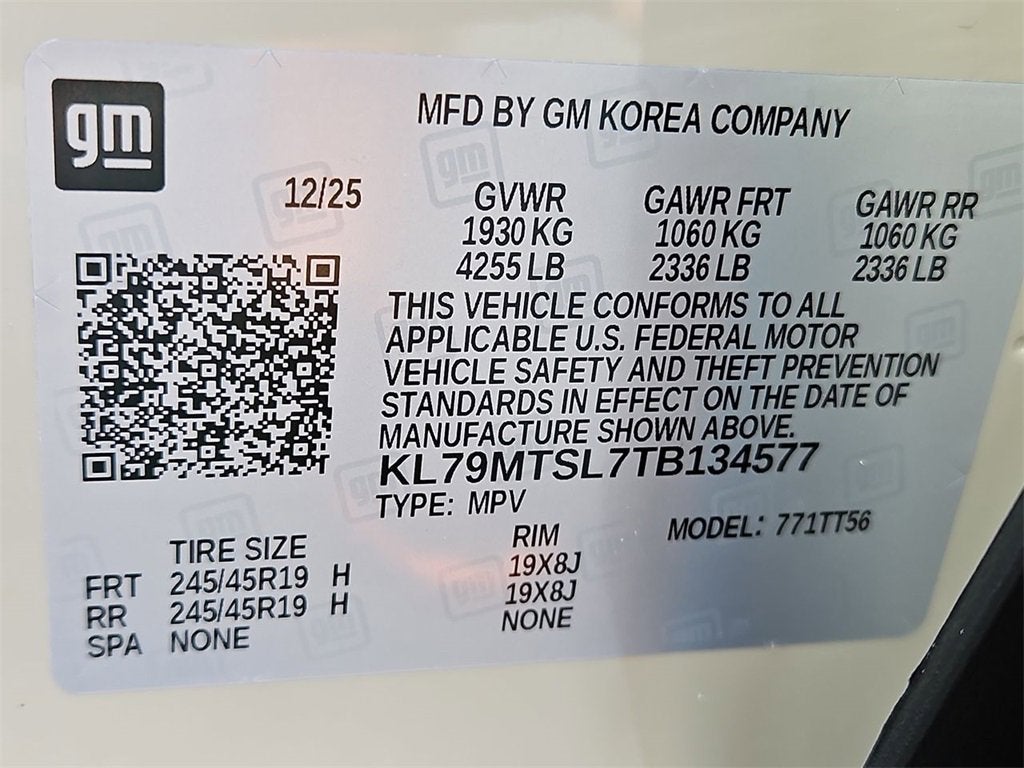 gm
MFD BY GM KOREA COMPANY
12/25 GVWR GAWR FRT GAWR RR
1930 KG 1060 KG 1060 KG
4255 LB 2336 LB 2336 LB
THIS VEHICLE CONFORMS TO ALL
APPLICABLE U.S. FEDERAL MOTOR
VEHICLE SAFETY AND THEFT PREVENTION
STANDARDS IN EFFECT ON THE DATE OF
MANUFACTURE SHOWN ABOVE.
KL79MTSL7TB134577
TYPE: MPV MODEL: 771TT56
TIRE SIZE RIM
FRT 245/45R19 H 19X8J
RR 245/45R19 H 19X8J
SPA NONE NONE